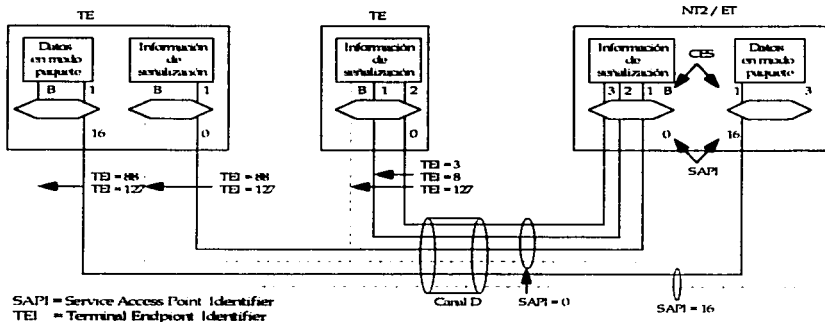 TE
TE
NT2 / ET
Datos
en modo
paquete
Información
de
señalización
Información
de
señalización
Información
de
señalización
CES
Datos
en modo
paquete
B 1
B 1
B 1 2
3 2 1 B
1 3
16
0
0
0
16
SAPI
TEI = 88
TEI = 127
TEI = 88
TEI = 127
TEI = 3
TEI = 8
TEI = 127
Canal D
SAPI = 0
SAPI = 16
SAPI = Service Access Point Identifier
TEI = Terminal Endpiont Identifier